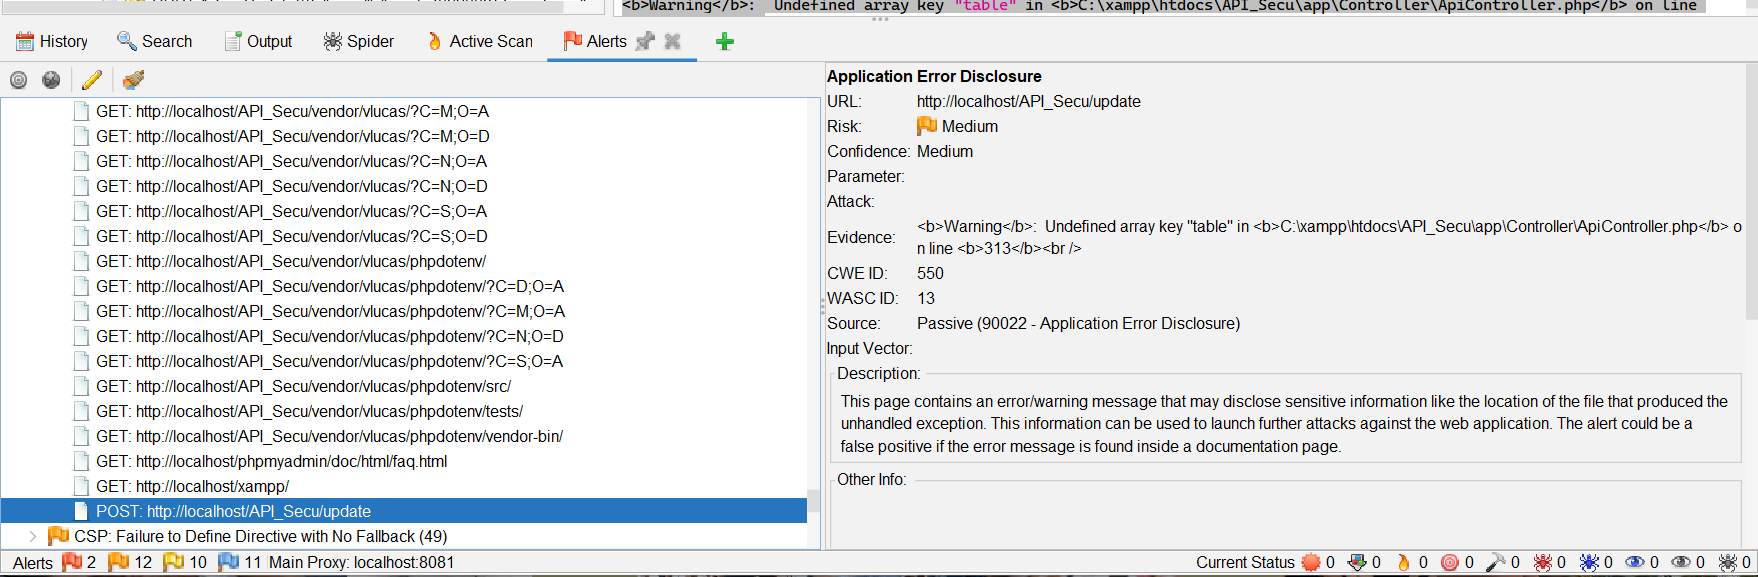 <b>Warning</b>:  Undefined array key "table" in <b>C:\xampp\htdocs\API_Secu\app\Controller\ApiController.php</b> on line
History Search Output Spider Active Scan Alerts
GET: http://localhost/API_Secu/vendor/vlucas/?C=M;O=A
GET: http://localhost/API_Secu/vendor/vlucas/?C=M;O=D
GET: http://localhost/API_Secu/vendor/vlucas/?C=N;O=A
GET: http://localhost/API_Secu/vendor/vlucas/?C=N;O=D
GET: http://localhost/API_Secu/vendor/vlucas/?C=S;O=A
GET: http://localhost/API_Secu/vendor/vlucas/?C=S;O=D
GET: http://localhost/API_Secu/vendor/vlucas/phpdotenv/
GET: http://localhost/API_Secu/vendor/vlucas/phpdotenv/?C=D;O=A
GET: http://localhost/API_Secu/vendor/vlucas/phpdotenv/?C=M;O=A
GET: http://localhost/API_Secu/vendor/vlucas/phpdotenv/?C=N;O=D
GET: http://localhost/API_Secu/vendor/vlucas/phpdotenv/?C=S;O=A
GET: http://localhost/API_Secu/vendor/vlucas/phpdotenv/src/
GET: http://localhost/API_Secu/vendor/vlucas/phpdotenv/tests/
GET: http://localhost/API_Secu/vendor/vlucas/phpdotenv/vendor-bin/
GET: http://localhost/phpmyadmin/doc/html/faq.html
GET: http://localhost/xampp/
POST: http://localhost/API_Secu/update
CSP: Failure to Define Directive with No Fallback (49)
Application Error Disclosure
URL: http://localhost/API_Secu/update
Risk: Medium
Confidence: Medium
Parameter:
Attack:
Evidence: <b>Warning</b>:  Undefined array key "table" in <b>C:\xampp\htdocs\API_Secu\app\Controller\ApiController.php</b> o
n line <b>313</b><br />
CWE ID: 550
WASC ID: 13
Source: Passive (90022 - Application Error Disclosure)
Input Vector:
Description:
This page contains an error/warning message that may disclose sensitive information like the location of the file that produced the
unhandled exception. This information can be used to launch further attacks against the web application. The alert could be a
false positive if the error message is found inside a documentation page.
Other Info:
Alerts 2 12 10 11 Main Proxy: localhost:8081 Current Status 0 0 0 0 0 0 0 0 0 0